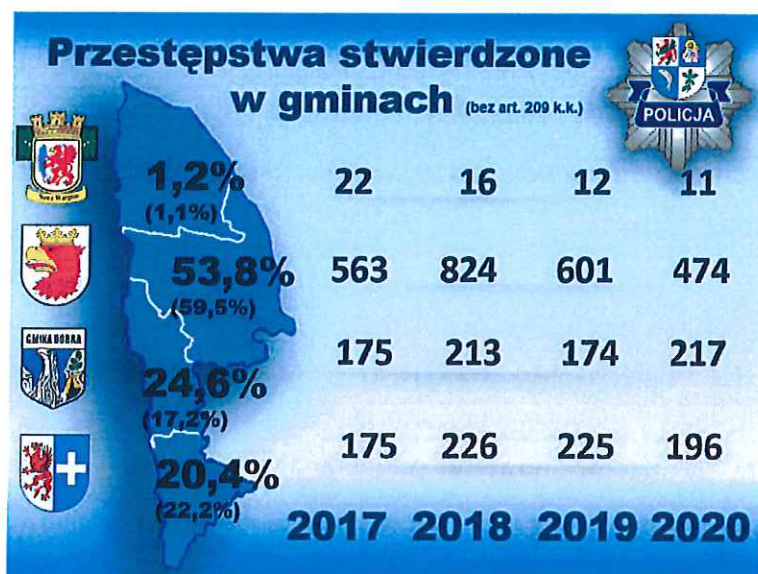 Przestępstwa stwierdzone
w gminach (bez art. 209 k.k.)
POLICJA
1,2% 22 16 12 11
(1,1%)
53,8% 563 824 601 474
(59,5%)
GMINA DOBRA
175 213 174 217
24,6%
(17,2%)
175 226 225 196
20,4%
(22,2%)
2017 2018 2019 2020